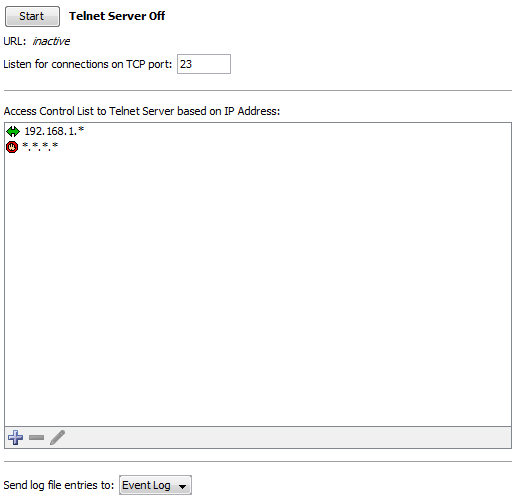 Start Telnet Server Off
URL: inactive
Listen for connections on TCP port: 23
Access Control List to Telnet Server based on IP Address:
192.168.1.*
*.*.*.*
Send log file entries to: Event Log